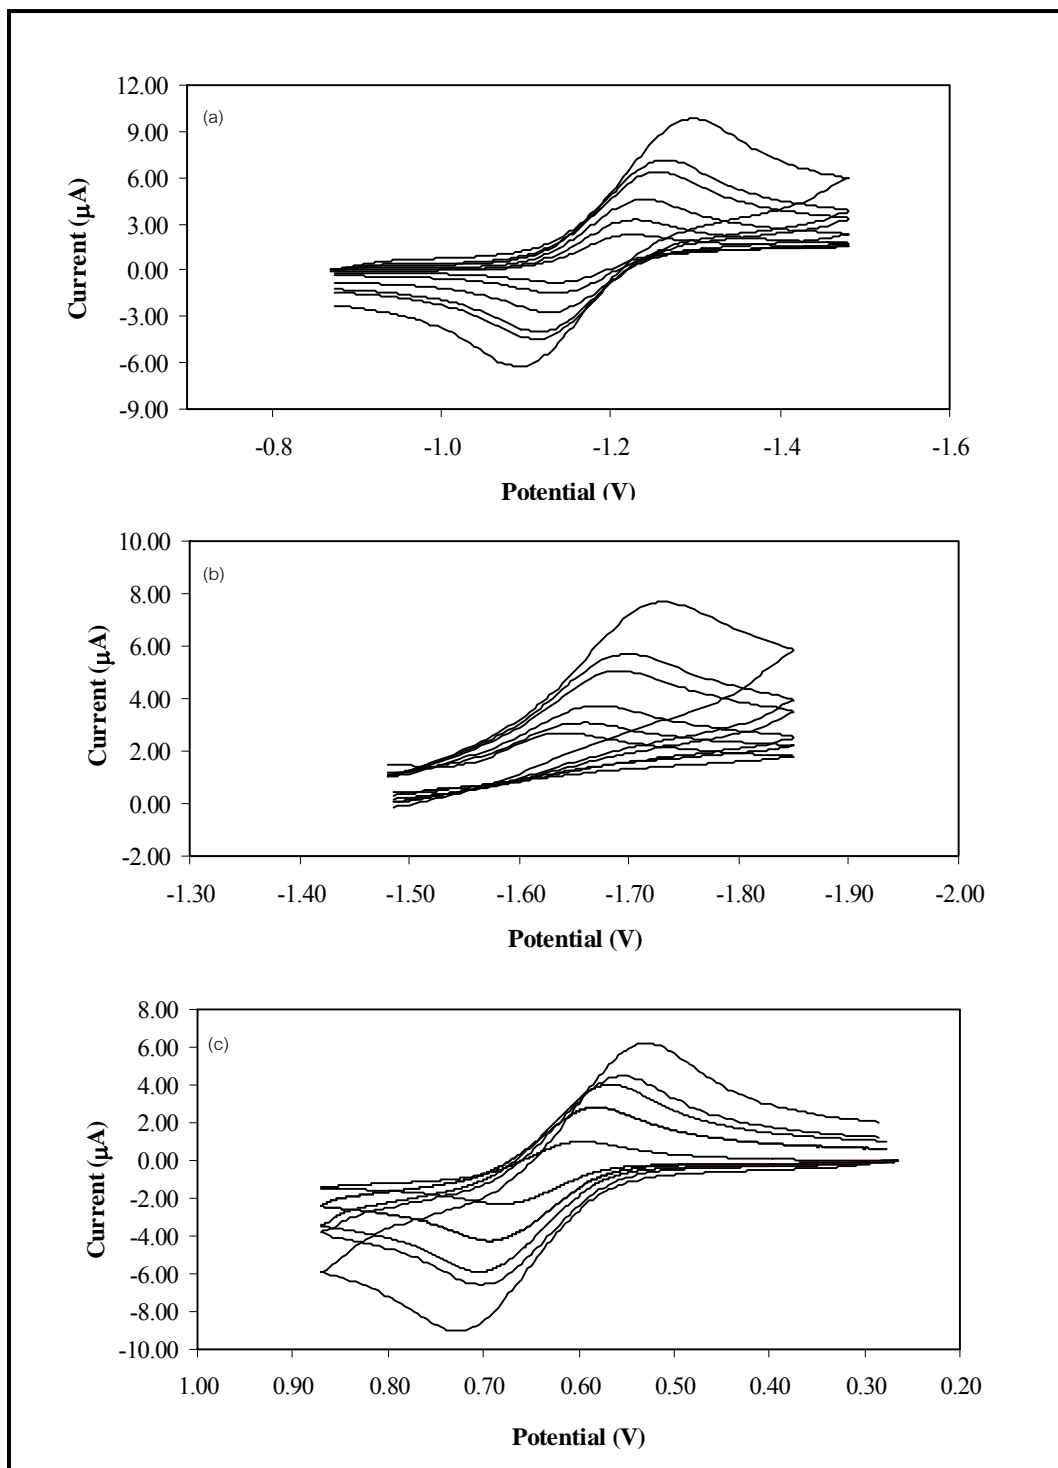 12.00
(a)
9.00
6.00
3.00
0.00
-3.00
-6.00
-9.00
Current (µA)
-0.8 -1.0 -1.2 -1.4 -1.6
Potential (V)
10.00
(b)
8.00
6.00
4.00
2.00
0.00
-2.00
Current (µA)
-1.30 -1.40 -1.50 -1.60 -1.70 -1.80 -1.90 -2.00
Potential (V)
8.00
(c)
6.00
4.00
2.00
0.00
-2.00
-4.00
-6.00
-8.00
-10.00
Current (µA)
1.00 0.90 0.80 0.70 0.60 0.50 0.40 0.30 0.20
Potential (V)